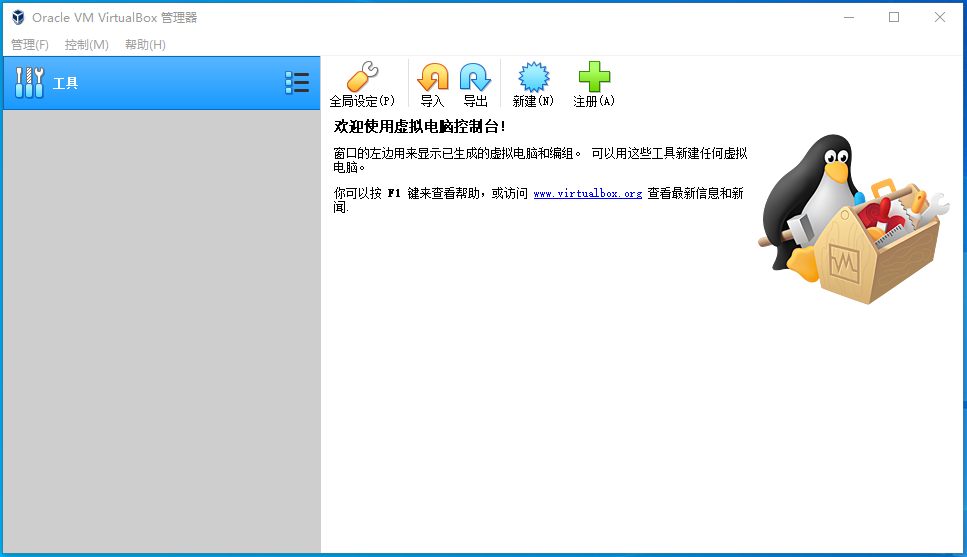 Oracle VM VirtualBox 管理器
管理(F) 控制(M) 帮助(H)
工具
全局设定(P) 导入 导出 新建(N) 注册(A)
欢迎使用虚拟电脑控制台!
窗口的左边用来显示已生成的虚拟电脑和编组。 可以用这些工具新建任何虚拟
电脑。
你可以按 F1 键来查看帮助, 或访问 www.virtualbox.org 查看最新信息和新
闻.